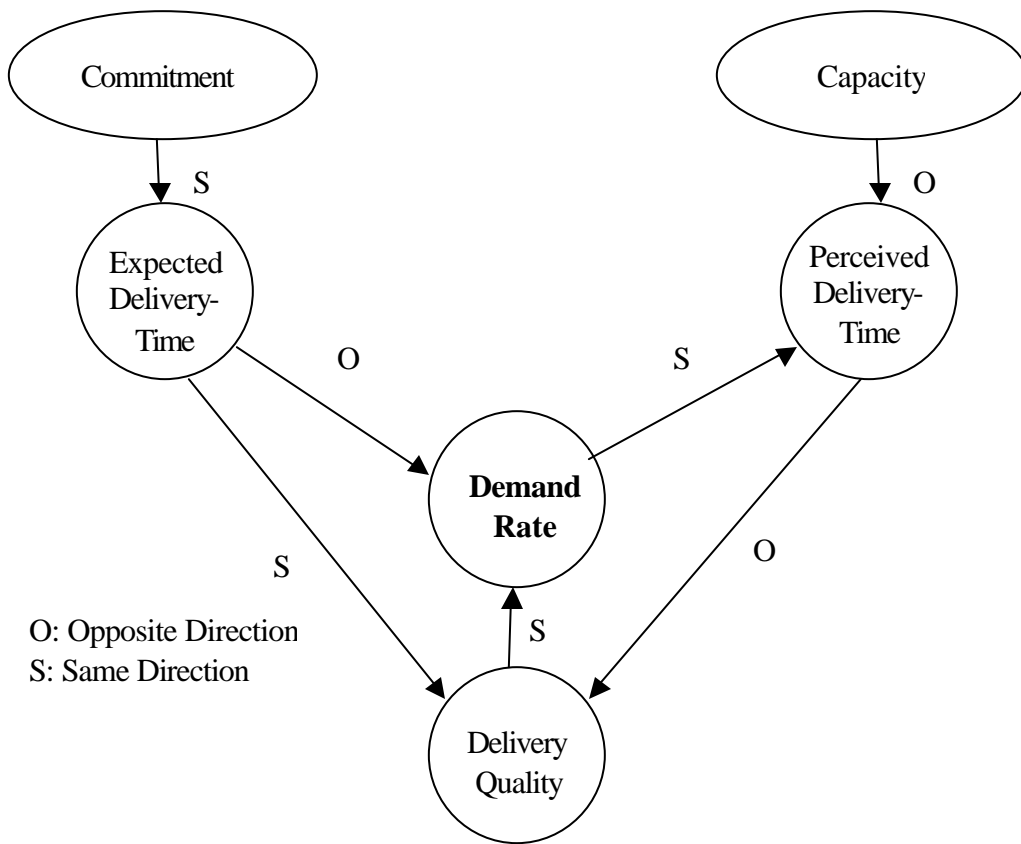 Commitment
Capacity
S
O
Expected
Delivery-
Time
Perceived
Delivery-
Time
O
S
Demand
Rate
S
O
O: Opposite Direction
S: Same Direction
S
Delivery
Quality